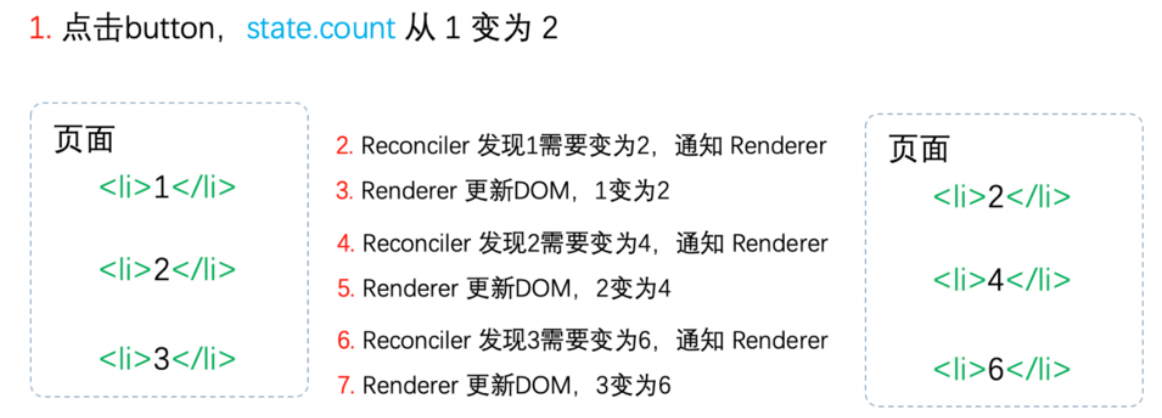 1. 点击button，state.count 从 1 变为 2
页面
<li>1</li>
<li>2</li>
<li>3</li>
2. Reconciler 发现1需要变为2，通知 Renderer
3. Renderer 更新DOM，1变为2
4. Reconciler 发现2需要变为4，通知 Renderer
5. Renderer 更新DOM，2变为4
6. Reconciler 发现3需要变为6，通知 Renderer
7. Renderer 更新DOM，3变为6
页面
<li>2</li>
<li>4</li>
<li>6</li>